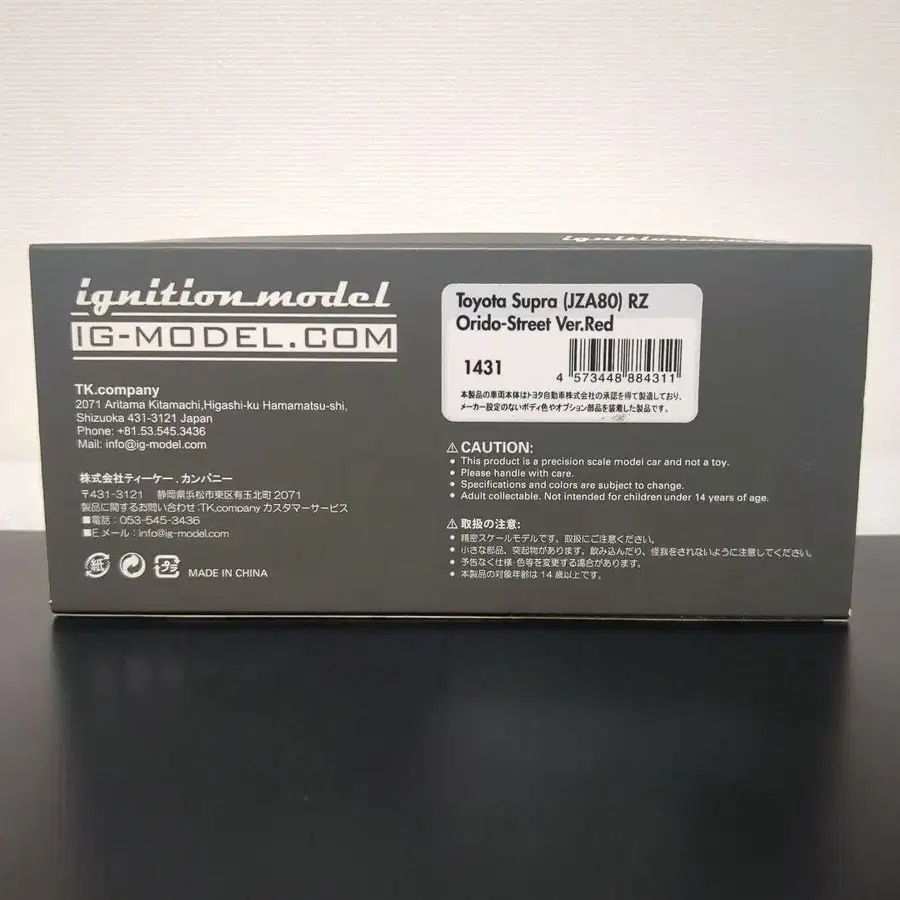 ignition model
ignition model
IG-MODEL.COM
TK.company
2071 Aritama Kitamachi,Higashi-ku Hamamatsu-shi,
Shizuoka 431-3121 Japan
Phone: +81.53.545.3436
Mail: info@ig-model.com
株式会社ティーケー.カンパニー
〒431-3121 静岡県浜松市東区有玉北町 2071
製品に関するお問い合わせ:TK.company カスタマーサービス
■電話:053-545-3436
■Eメール:info@ig-model.com
紙
プラ
MADE IN CHINA
Toyota Supra (JZA80) RZ
Orido-Street Ver.Red
1431
4 573448 884311
本製品の車両本体はトヨタ自動車株式会社の承認を得て製造しており、
メーカー設定のないボディ色やオプション部品を装着した製品です。
⚠CAUTION:
• This product is a precision scale model car and not a toy.
• Please handle with care.
• Specifications and colors are subject to change.
• Adult collectable. Not intended for children under 14 years of age.
⚠取扱の注意:
• 精密スケールモデルです。取扱にご注意ください。
• 小さな部品、突起物があります。飲み込んだり、怪我をされないように注意してください。
• 予告なく仕様・色等を変更する場合があります。
• 本製品の対象年齢は14歳以上です。